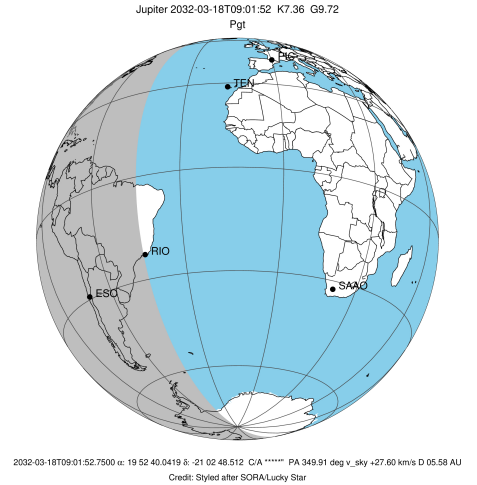 Jupiter 2032-03-18T09:01:52 K7.36 G9.72
Pgt
PIC
TEN
RIO
ESO
SAAO
2032-03-18T09:01:52.7500 α: 19 52 40.0419 δ: -21 02 48.512 C/A *****" PA 349.91 deg v_sky +27.60 km/s D 05.58 AU
Credit: Styled after SORA/Lucky Star